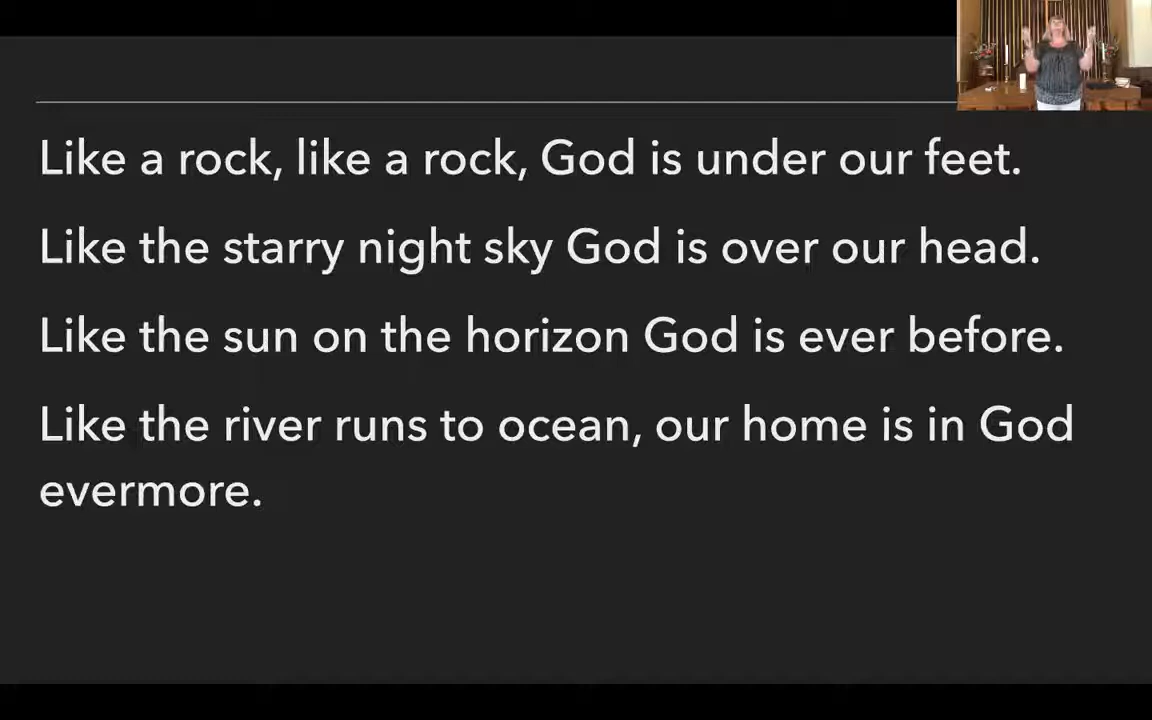 Like a rock, like a rock, God is under our feet.
Like the starry night sky God is over our head.
Like the sun on the horizon God is ever before.
Like the river runs to ocean, our home is in God
evermore.